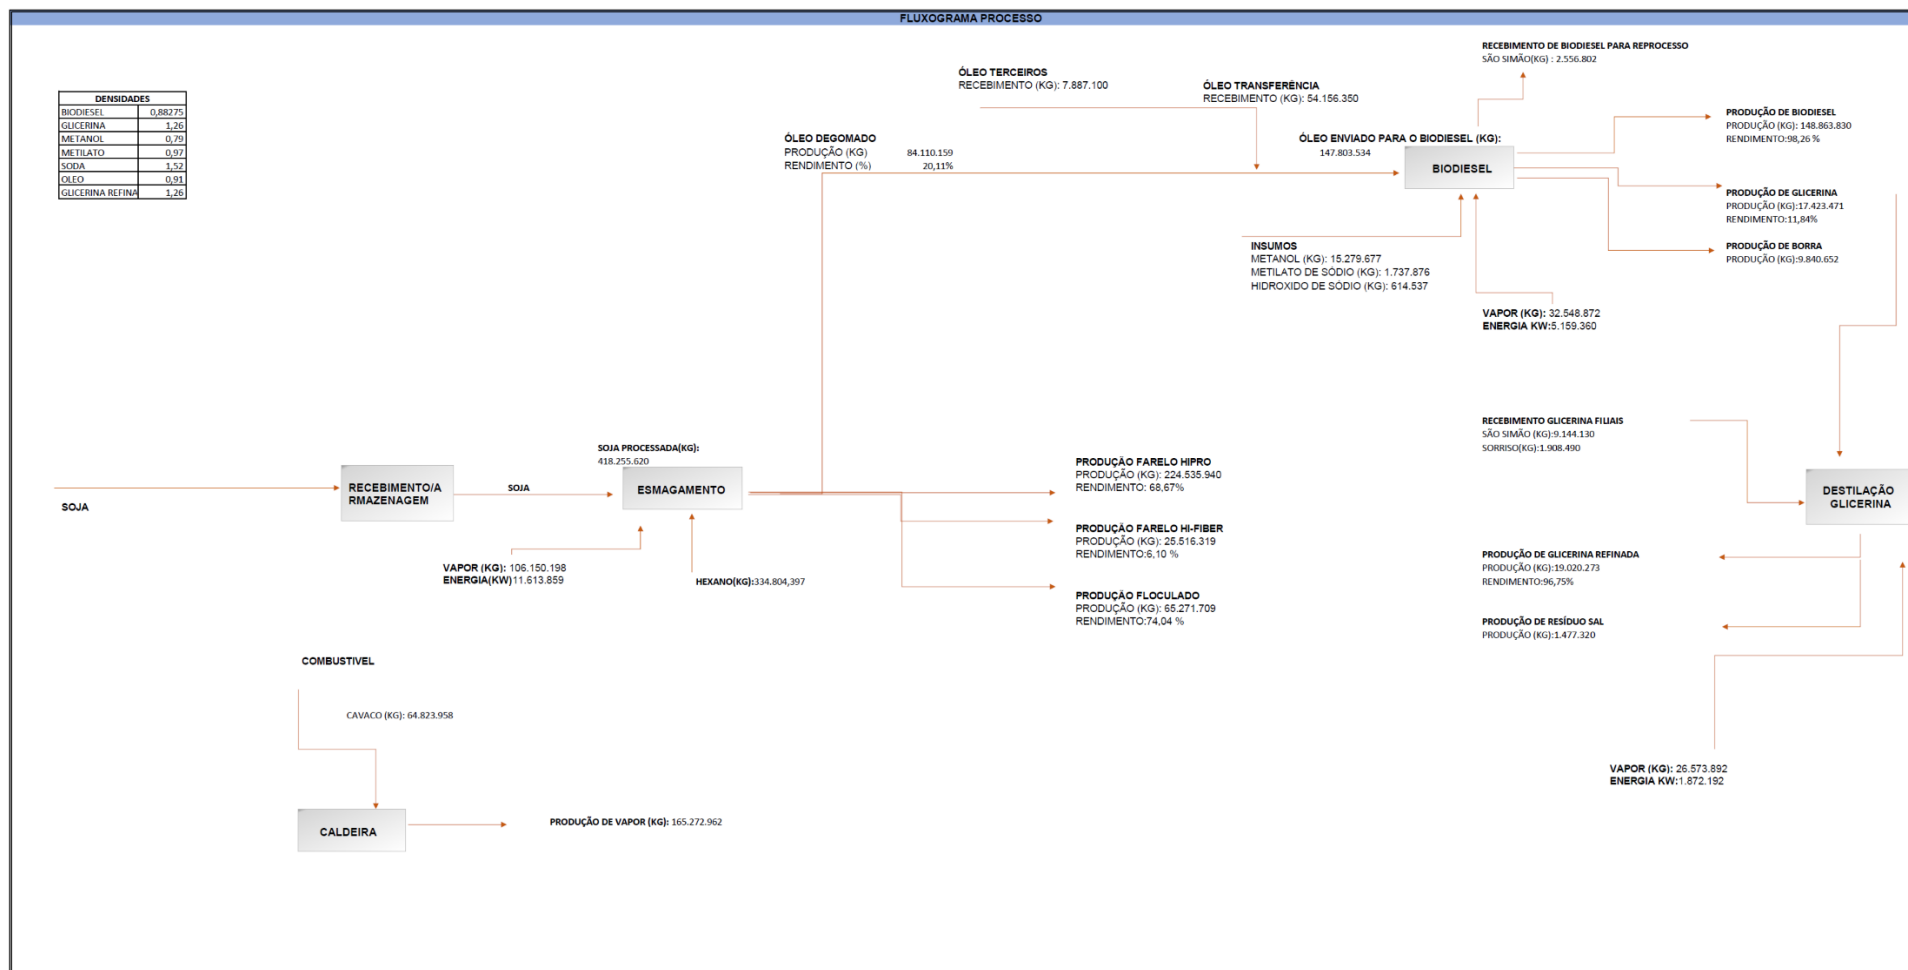 FLUXOGRAMA PROCESSO
DENSIDADES
BIODIESEL 0,88275
GLICERINA 1,26
METANOL 0,79
METILATO 0,97
SODA 1,52
OLEO 0,91
GLICERINA REFINA 1,26
ÓLEO TERCEIROS
RECEBIMENTO (KG): 7.887.100
ÓLEO TRANSFERÊNCIA
RECEBIMENTO (KG): 54.156.350
RECEBIMENTO DE BIODIESEL PARA REPROCESSO
SÃO SIMÃO(KG) : 2.556.802
ÓLEO DEGOMADO
PRODUÇÃO (KG) 84.110.159
RENDIMENTO (%) 20,11%
ÓLEO ENVIADO PARA O BIODIESEL (KG):
147.803.534
BIODIESEL
PRODUÇÃO DE BIODIESEL
PRODUÇÃO (KG): 148.863.830
RENDIMENTO:98,26 %
PRODUÇÃO DE GLICERINA
PRODUÇÃO (KG):17.423.471
RENDIMENTO:11,84%
PRODUÇÃO DE BORRA
PRODUÇÃO (KG):9.840.652
INSUMOS
METANOL (KG): 15.279.677
METILATO DE SÓDIO (KG): 1.737.876
HIDROXIDO DE SÓDIO (KG): 614.537
VAPOR (KG): 32.548.872
ENERGIA KW:5.159.360
RECEBIMENTO GLICERINA FILIAIS
SÃO SIMÃO (KG):9.144.130
SORRISO(KG):1.908.490
DESTILAÇÃO
GLICERINA
PRODUÇÃO DE GLICERINA REFINADA
PRODUÇÃO (KG):19.020.273
RENDIMENTO:96,75%
PRODUÇÃO DE RESÍDUO SAL
PRODUÇÃO (KG):1.477.320
VAPOR (KG): 26.573.892
ENERGIA KW:1.872.192
SOJA
RECEBIMENTO/A
RMAZENAGEM
SOJA
SOJA PROCESSADA(KG):
418.255.620
ESMAGAMENTO
VAPOR (KG): 106.150.198
ENERGIA(KW)11.613.859
HEXANO(KG):334.804,397
PRODUÇÃO FARELO HIPRO
PRODUÇÃO (KG): 224.535.940
RENDIMENTO: 68,67%
PRODUÇÃO FARELO HI-FIBER
PRODUÇÃO (KG): 25.516.319
RENDIMENTO:6,10 %
PRODUÇÃO FLOCULADO
PRODUÇÃO (KG): 65.271.709
RENDIMENTO:74,04 %
COMBUSTIVEL
CAVACO (KG): 64.823.958
CALDEIRA
PRODUÇÃO DE VAPOR (KG): 165.272.962